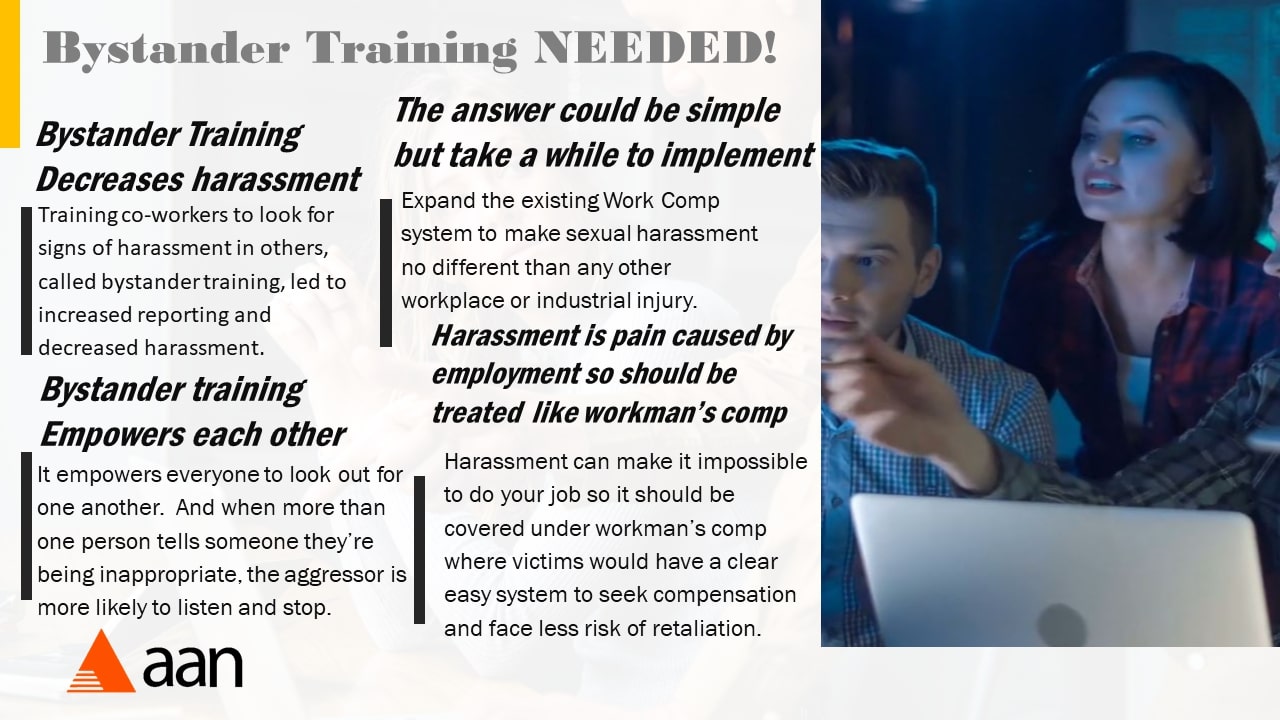 Bystander Training NEEDED!
Bystander Training
Decreases harassment
Training co-workers to look for
signs of harassment in others,
called bystander training, led to
increased reporting and
decreased harassment.
Bystander training
Empowers each other
It empowers everyone to look out for
one another. And when more than
one person tells someone they’re
being inappropriate, the aggressor is
more likely to listen and stop.
The answer could be simple
but take a while to implement
Expand the existing Work Comp
system to make sexual harassment
no different than any other
workplace or industrial injury.
Harassment is pain caused by
employment so should be
treated like workman’s comp
Harassment can make it impossible
to do your job so it should be
covered under workman’s comp
where victims would have a clear
easy system to seek compensation
and face less risk of retaliation.
aan